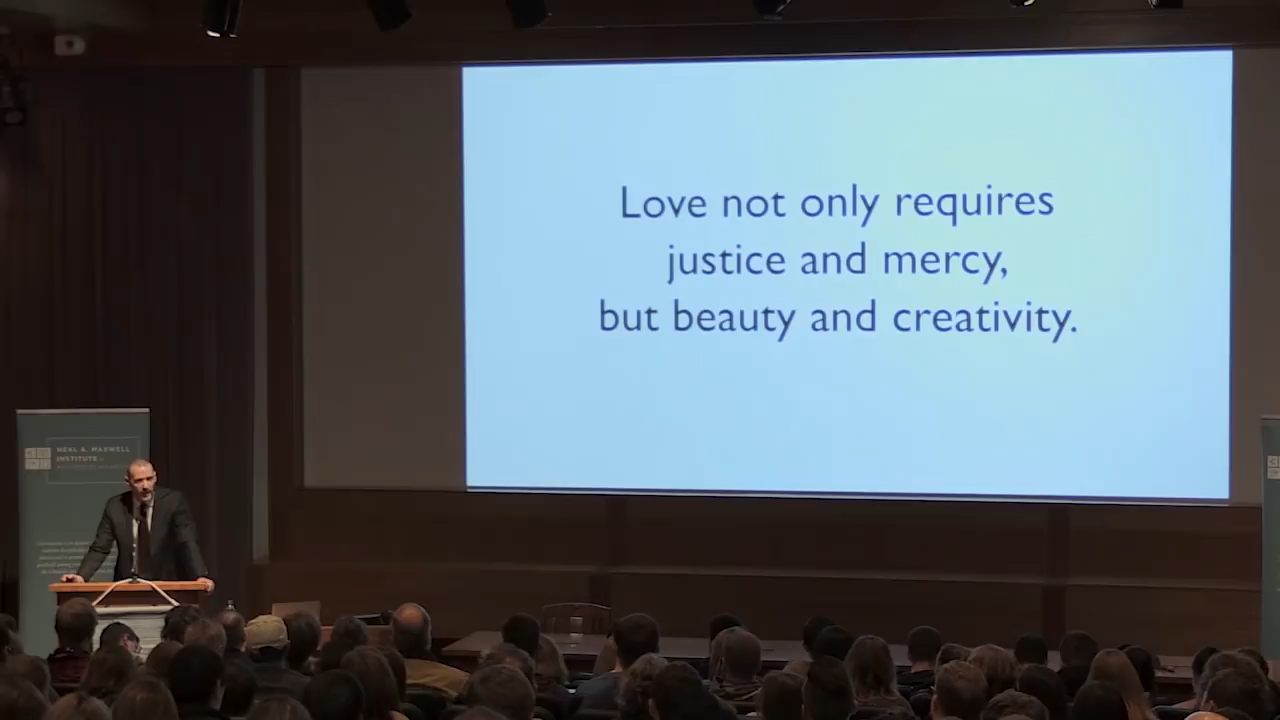 Love not only requires
justice and mercy,
but beauty and creativity.
NEAL A. MAXWELL
INSTITUTE